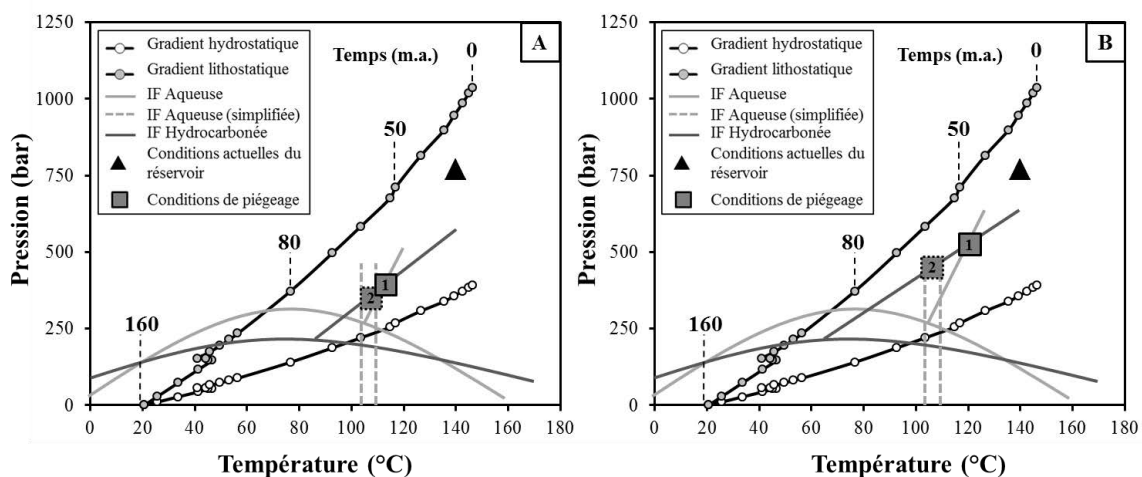 1250
1000
750
500
250
0
Pression (bar)
Gradient hydrostatique
Gradient lithostatique
IF Aqueuse
IF Aqueuse (simplifiée)
IF Hydrocarbonée
Conditions actuelles du
réservoir
Conditions de piégeage
Temps (m.a.)
0
A
50
80
160
1
2
0 20 40 60 80 100 120 140 160 180
Température (°C)
1250
1000
750
500
250
0
Pression (bar)
Gradient hydrostatique
Gradient lithostatique
IF Aqueuse
IF Aqueuse (simplifiée)
IF Hydrocarbonée
Conditions actuelles du
réservoir
Conditions de piégeage
Temps (m.a.)
0
B
50
80
160
1
2
0 20 40 60 80 100 120 140 160 180
Température (°C)